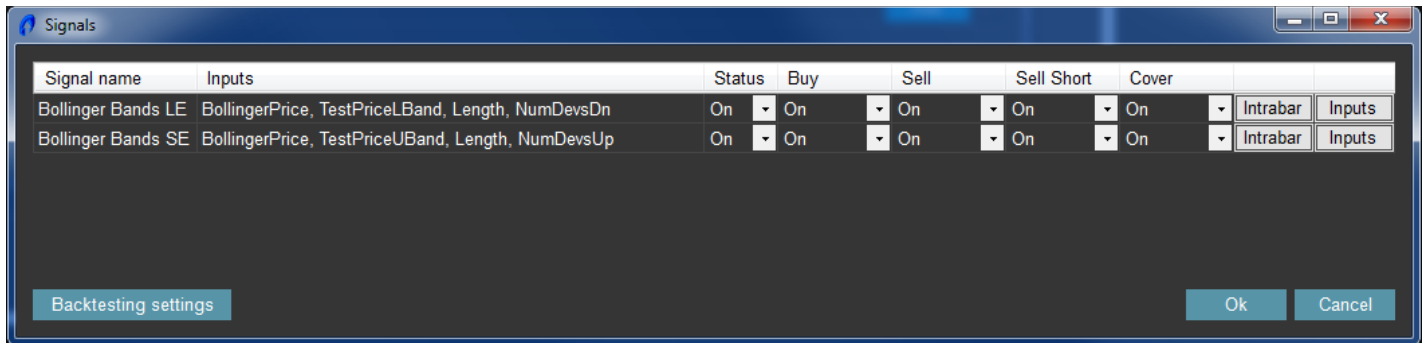 Signals
Signal name Inputs Status Buy Sell Sell Short Cover
Bollinger Bands LE BollingerPrice, TestPriceLBand, Length, NumDevsDn On On On On On Intrabar Inputs
Bollinger Bands SE BollingerPrice, TestPriceUBand, Length, NumDevsUp On On On On On Intrabar Inputs
Backtesting settings Ok Cancel